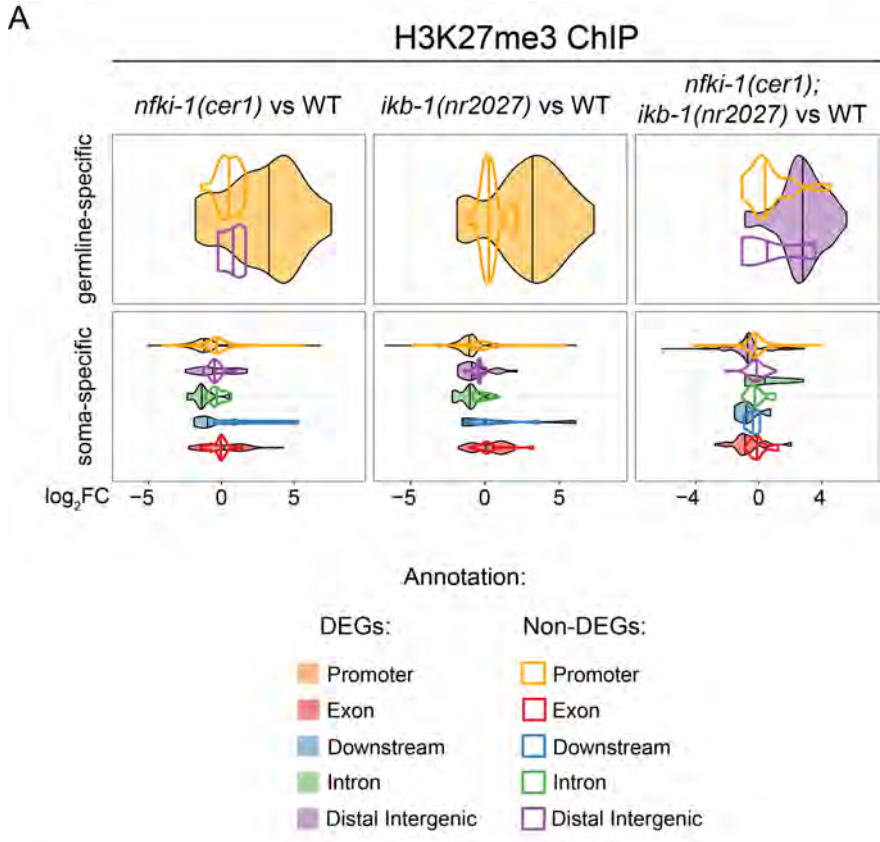 A
H3K27me3 ChIP
nfki-1(cer1) vs WT
ikb-1(nr2027) vs WT
nfki-1(cer1);
ikb-1(nr2027) vs WT
germline-specific
soma-specific
log₂FC
−5 0 5
−5 0 5
−4 0 4
Annotation:
DEGs:
Promoter
Exon
Downstream
Intron
Distal Intergenic
Non-DEGs:
Promoter
Exon
Downstream
Intron
Distal Intergenic